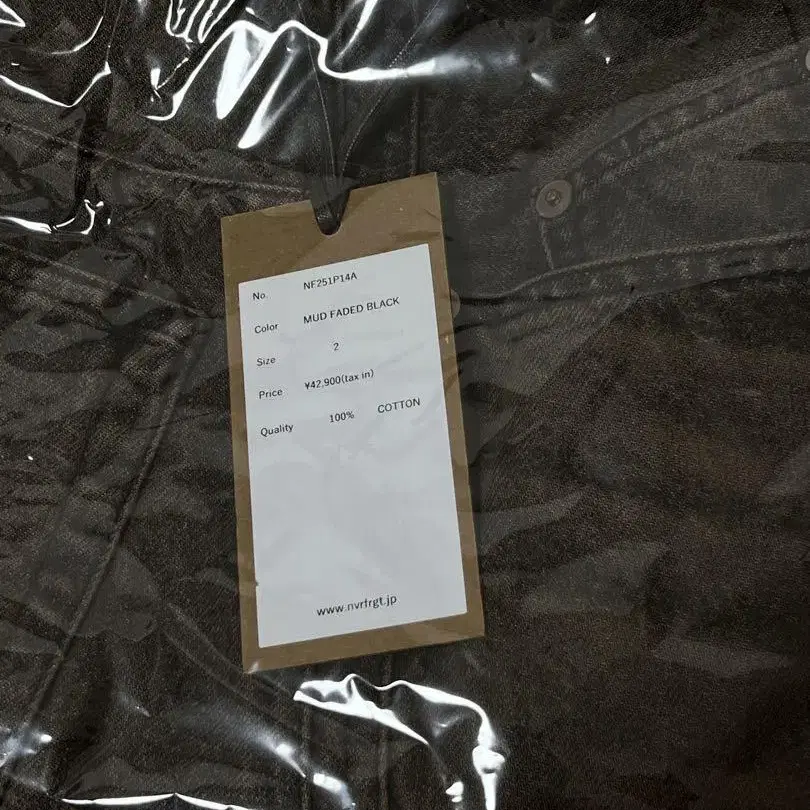 No. NF251P14A
Color MUD FADED BLACK
Size 2
Price ¥42,900(tax in)
Quality 100% COTTON
www.nvrfrgt.jp